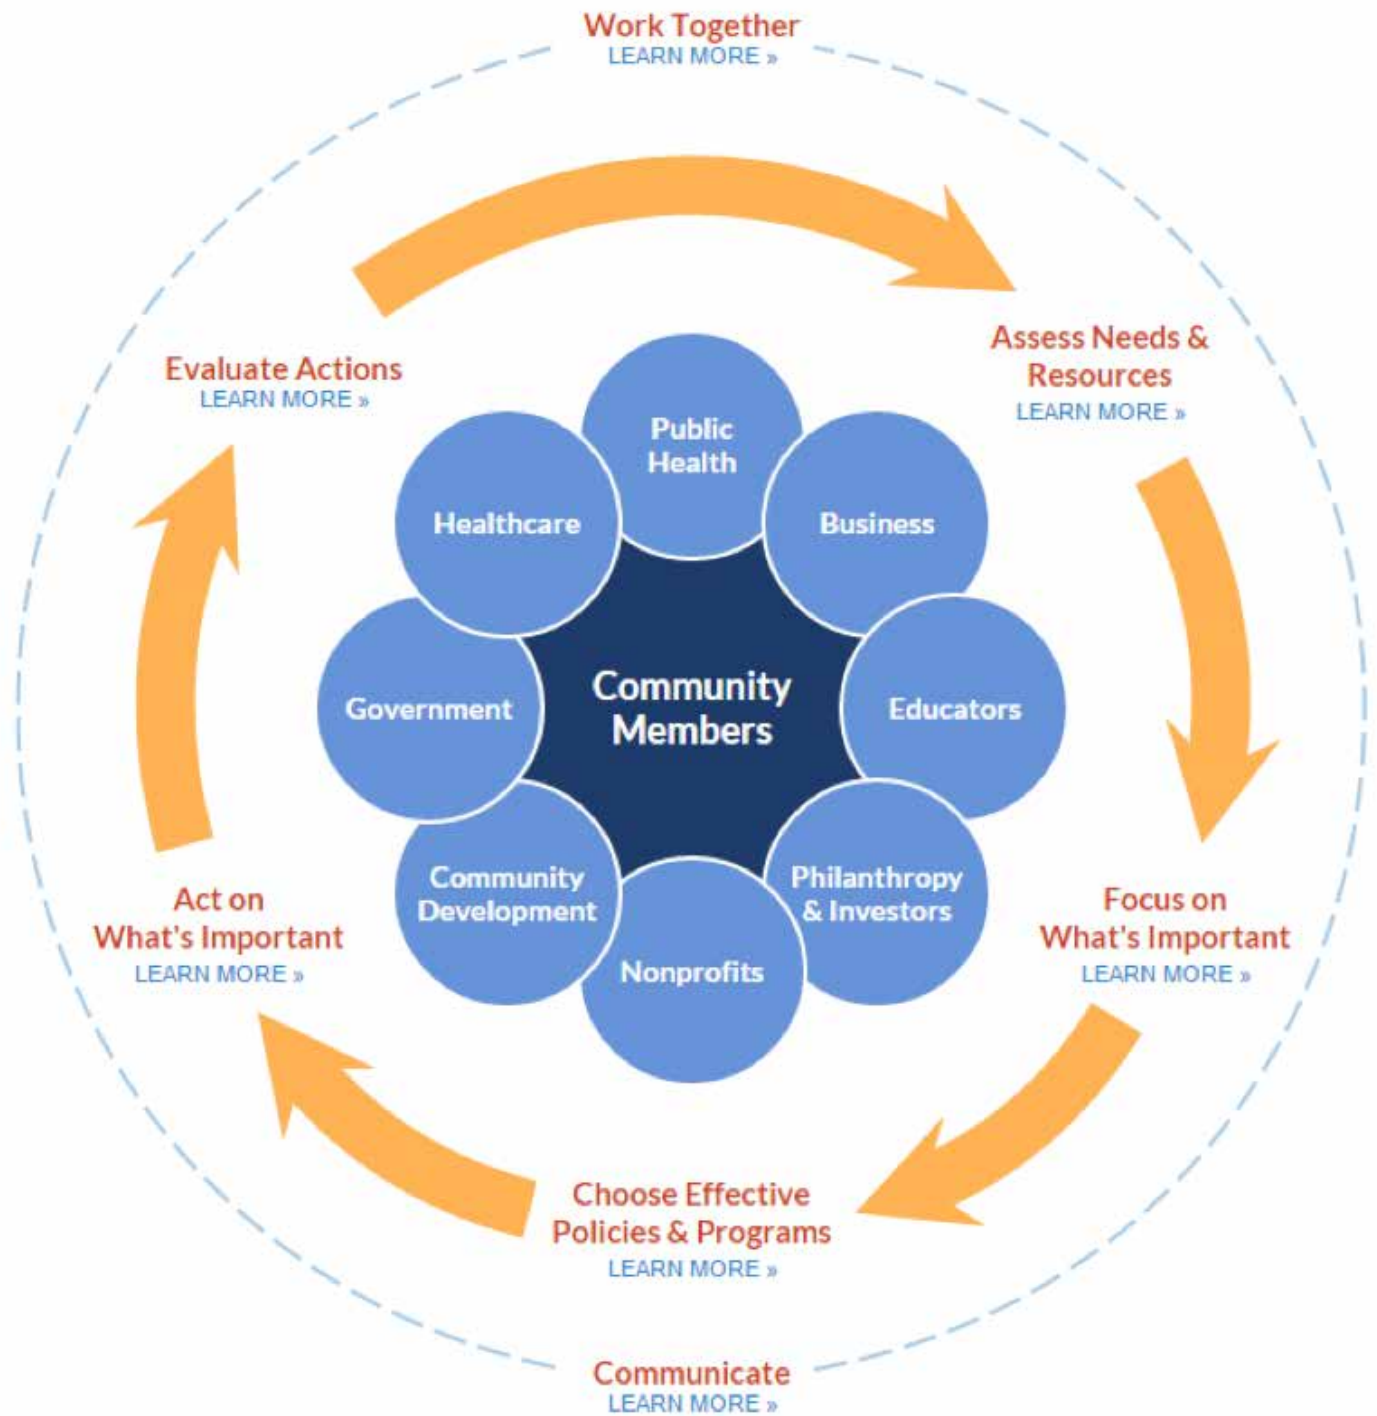 Work Together
LEARN MORE »
Assess Needs &
Resources
LEARN MORE »
Evaluate Actions
LEARN MORE »
Public
Health
Healthcare
Business
Government
Community
Members
Educators
Community
Development
Philanthropy
& Investors
Nonprofits
Act on
What's Important
LEARN MORE »
Focus on
What's Important
LEARN MORE »
Choose Effective
Policies & Programs
LEARN MORE »
Communicate
LEARN MORE »